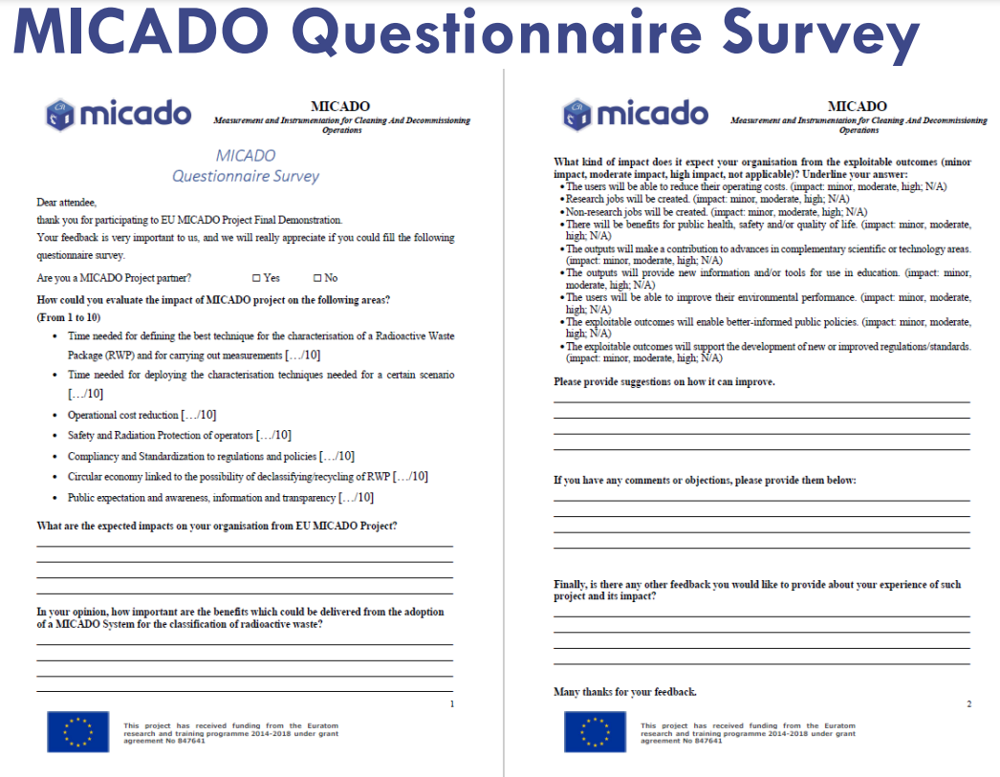 MICADO Questionnaire Survey
micado
MICADO
Measurement and Instrumentation for Cleaning And Decommissioning
Operations
MICADO
Questionnaire Survey
Dear attendee,
thank you for participating to EU MICADO Project Final Demonstration.
Your feedback is very important to us, and we will really appreciate if you could fill the following
questionnaire survey.
Are you a MICADO Project partner? ☐ Yes ☐ No
How could you evaluate the impact of MICADO project on the following areas?
(From 1 to 10)
• Time needed for defining the best technique for the characterisation of a Radioactive Waste
Package (RWP) and for carrying out measurements […/10]
• Time needed for deploying the characterisation techniques needed for a certain scenario
[…/10]
• Operational cost reduction […/10]
• Safety and Radiation Protection of operators […/10]
• Compliancy and Standardization to regulations and policies […/10]
• Circular economy linked to the possibility of declassifying/recycling of RWP […/10]
• Public expectation and awareness, information and transparency […/10]
What are the expected impacts on your organisation from EU MICADO Project?
In your opinion, how important are the benefits which could be delivered from the adoption
of a MICADO System for the classification of radioactive waste?
1
This project has received funding from the Euratom
research and training programme 2014-2018 under grant
agreement No 847641
micado
MICADO
Measurement and Instrumentation for Cleaning And Decommissioning
Operations
What kind of impact does it expect your organisation from the exploitable outcomes (minor
impact, moderate impact, high impact, not applicable)? Underline your answer:
• The users will be able to reduce their operating costs. (impact: minor, moderate, high; N/A)
• Research jobs will be created. (impact: minor, moderate, high; N/A)
• Non-research jobs will be created. (impact: minor, moderate, high; N/A)
• There will be benefits for public health, safety and/or quality of life. (impact: minor, moderate,
high; N/A)
• The outputs will make a contribution to advances in complementary scientific or technology areas.
(impact: minor, moderate, high; N/A)
• The outputs will provide new information and/or tools for use in education. (impact: minor,
moderate, high; N/A)
• The users will be able to improve their environmental performance. (impact: minor, moderate,
high; N/A)
• The exploitable outcomes will enable better-informed public policies. (impact: minor, moderate,
high; N/A)
• The exploitable outcomes will support the development of new or improved regulations/standards.
(impact: minor, moderate, high; N/A)
Please provide suggestions on how it can improve.
If you have any comments or objections, please provide them below:
Finally, is there any other feedback you would like to provide about your experience of such
project and its impact?
Many thanks for your feedback.
2
This project has received funding from the Euratom
research and training programme 2014-2018 under grant
agreement No 847641